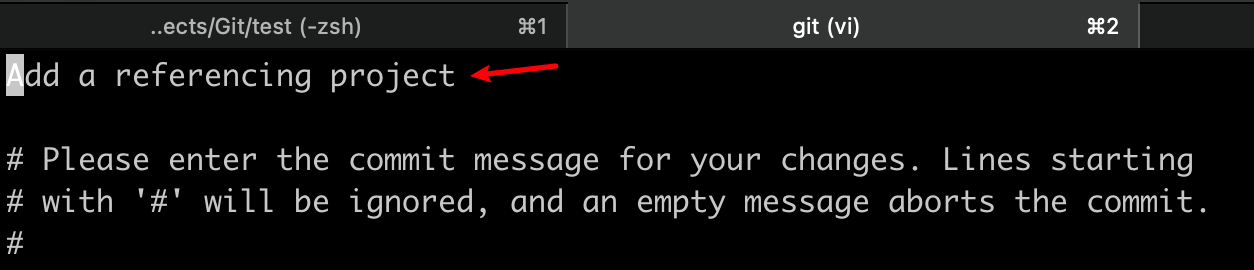 ..ects/Git/test (-zsh) ⌘1 git (vi) ⌘2
Add a referencing project
# Please enter the commit message for your changes. Lines starting
# with '#' will be ignored, and an empty message aborts the commit.
#